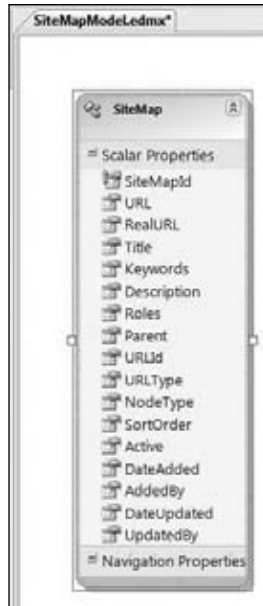 SiteMapModel.edmx*
SiteMap
Scalar Properties
SiteMapId
URL
RealURL
Title
Keywords
Description
Roles
Parent
URLId
URLType
NodeType
SortOrder
Active
DateAdded
AddedBy
DateUpdated
UpdatedBy
Navigation Properties